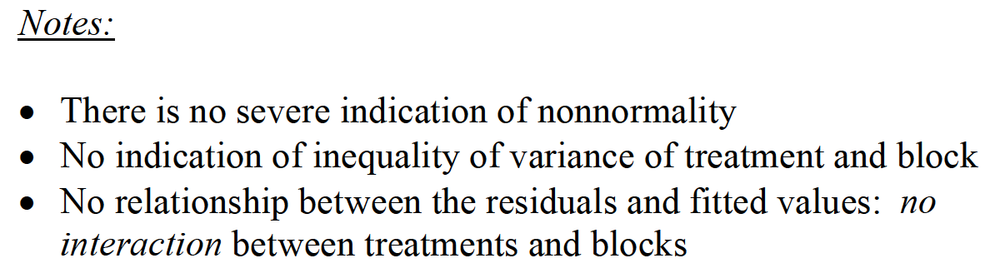 Notes:
• There is no severe indication of nonnormality
• No indication of inequality of variance of treatment and block
• No relationship between the residuals and fitted values: no
interaction between treatments and blocks